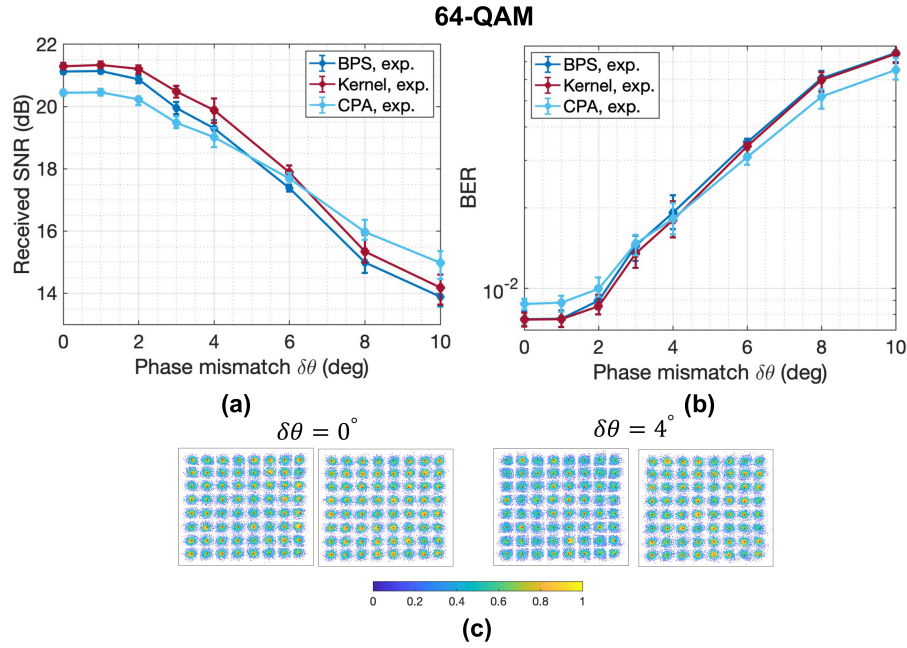 64-QAM
22
20
18
16
14
Received SNR (dB)
0 2 4 6 8 10
Phase mismatch δθ (deg)
BPS, exp.
Kernel, exp.
CPA, exp.
(a)
BER
10⁻²
0 2 4 6 8 10
Phase mismatch δθ (deg)
BPS, exp.
Kernel, exp.
CPA, exp.
(b)
δθ = 0°
δθ = 4°
0 0.2 0.4 0.6 0.8 1
(c)